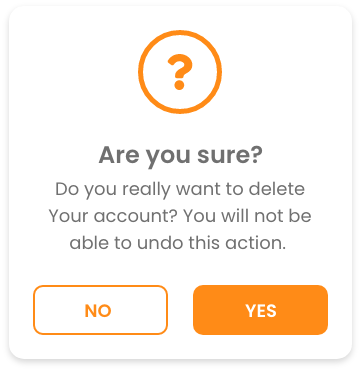 ?
Are you sure?
Do you really want to delete
Your account? You will not be
able to undo this action.
NO YES